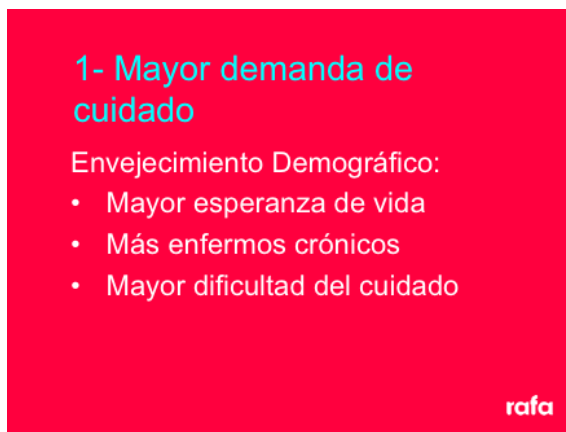 1- Mayor demanda de
cuidado
Envejecimiento Demográfico:
• Mayor esperanza de vida
• Más enfermos crónicos
• Mayor dificultad del cuidado
rafa